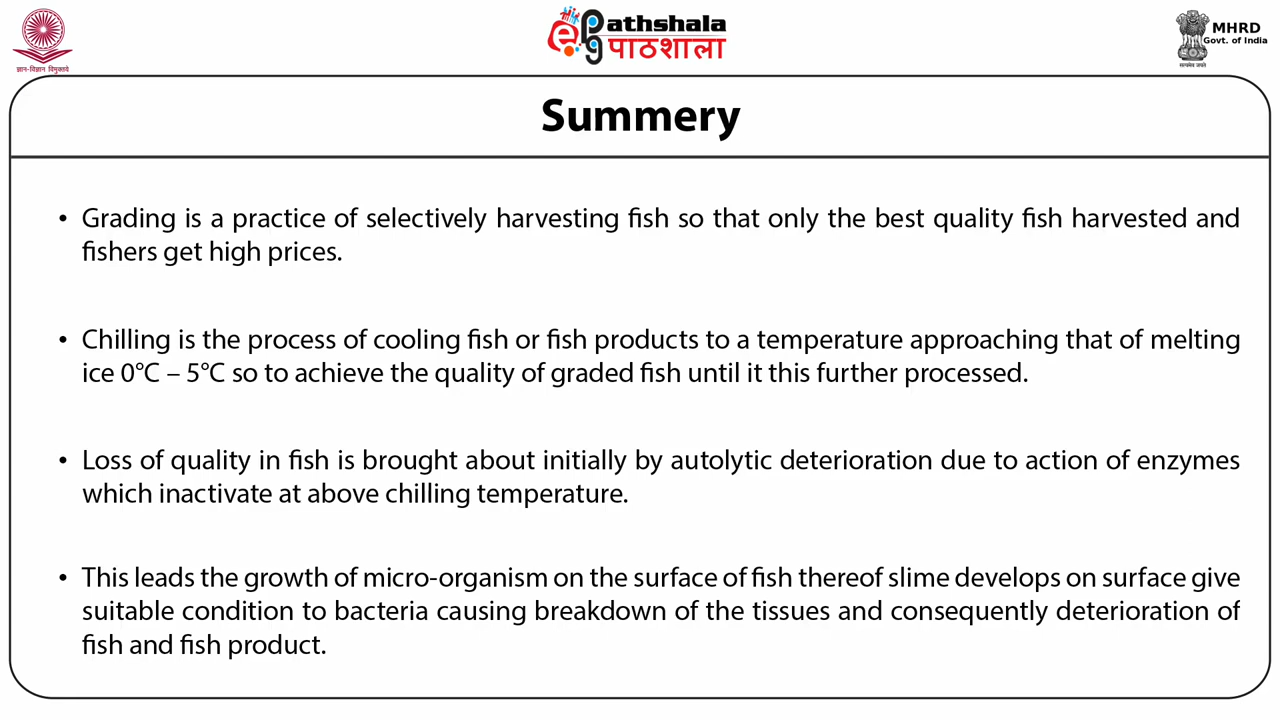 ज्ञान-विज्ञान विमुक्तये
ePG Pathshala
पाठशाला
MHRD
Govt. of India
सत्यमेव जयते
Summery
• Grading is a practice of selectively harvesting fish so that only the best quality fish harvested and
fishers get high prices.
• Chilling is the process of cooling fish or fish products to a temperature approaching that of melting
ice 0°C – 5°C so to achieve the quality of graded fish until it this further processed.
• Loss of quality in fish is brought about initially by autolytic deterioration due to action of enzymes
which inactivate at above chilling temperature.
• This leads the growth of micro-organism on the surface of fish thereof slime develops on surface give
suitable condition to bacteria causing breakdown of the tissues and consequently deterioration of
fish and fish product.